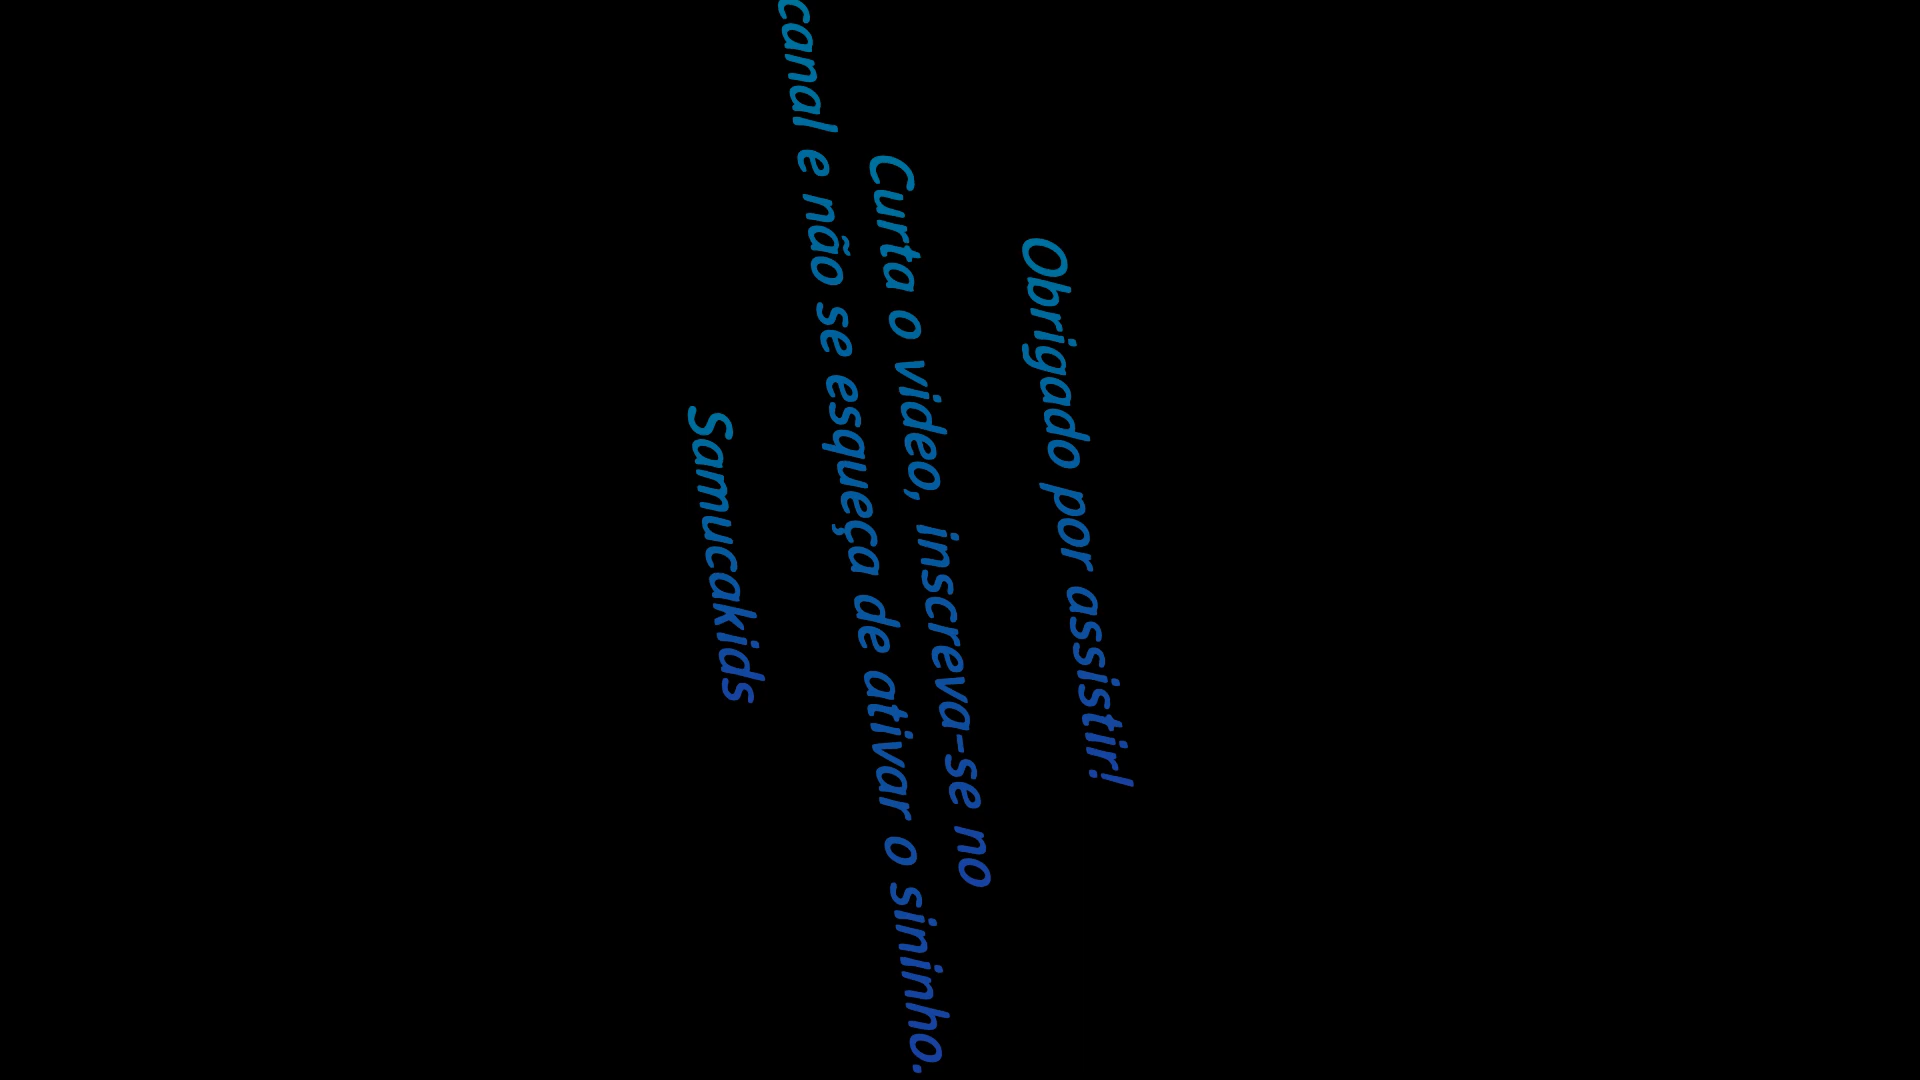 Obrigado por assistir!
Curta o video, inscreva-se no
canal e não se esqueça de ativar o sininho.
Samucakids